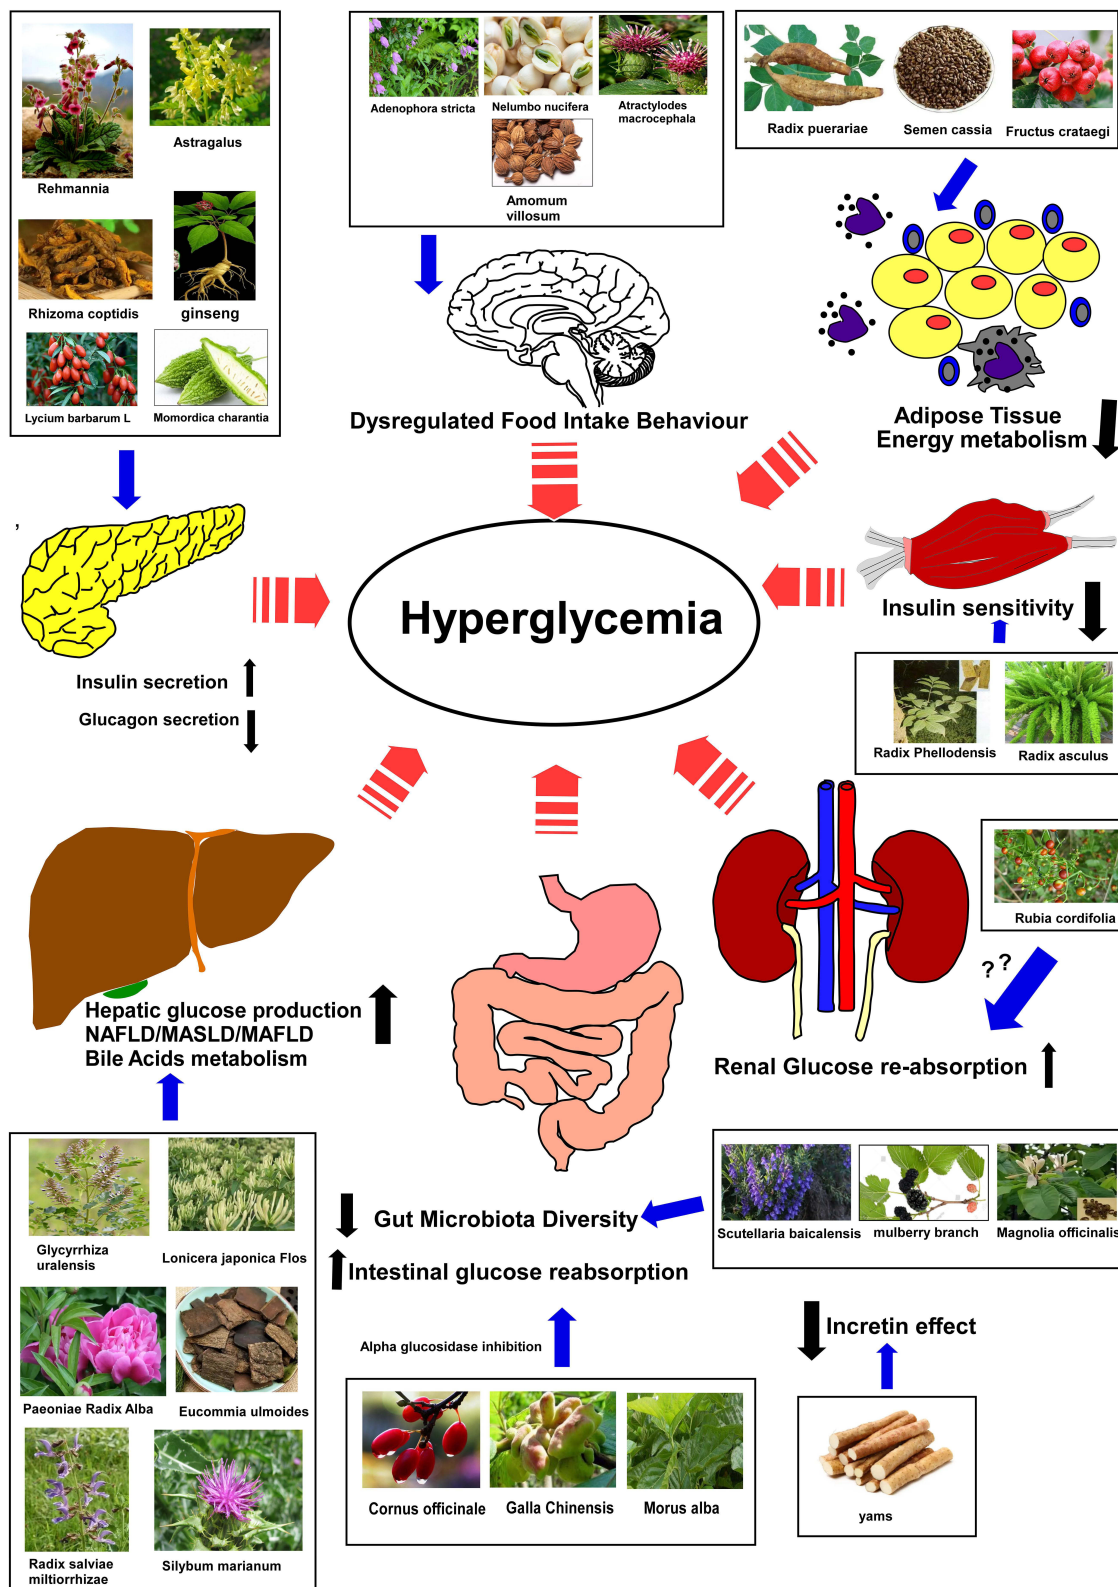 Rehmannia
Astragalus
Rhizoma coptidis
ginseng
Lycium barbarum L
Momordica charantia
Adenophora stricta
Nelumbo nucifera
Atractylodes
macrocephala
Amomum
villosum
Radix puerariae
Semen cassia
Fructus crataegi
Dysregulated Food Intake Behaviour
Adipose Tissue
Energy metabolism
,
Hyperglycemia
Insulin sensitivity
Insulin secretion
Glucagon secretion
Radix Phellodensis
Radix asculus
Rubia cordifolia
? ?
Hepatic glucose production
NAFLD/MASLD/MAFLD
Bile Acids metabolism
Renal Glucose re-absorption
Glycyrrhiza
uralensis
Lonicera japonica Flos
Paeoniae Radix Alba
Eucommia ulmoides
Radix salviae
miltiorrhizae
Silybum marianum
Gut Microbiota Diversity
Intestinal glucose reabsorption
Scutellaria baicalensis
mulberry branch
Magnolia officinalis
Alpha glucosidase inhibition
Incretin effect
Cornus officinale
Galla Chinensis
Morus alba
yams